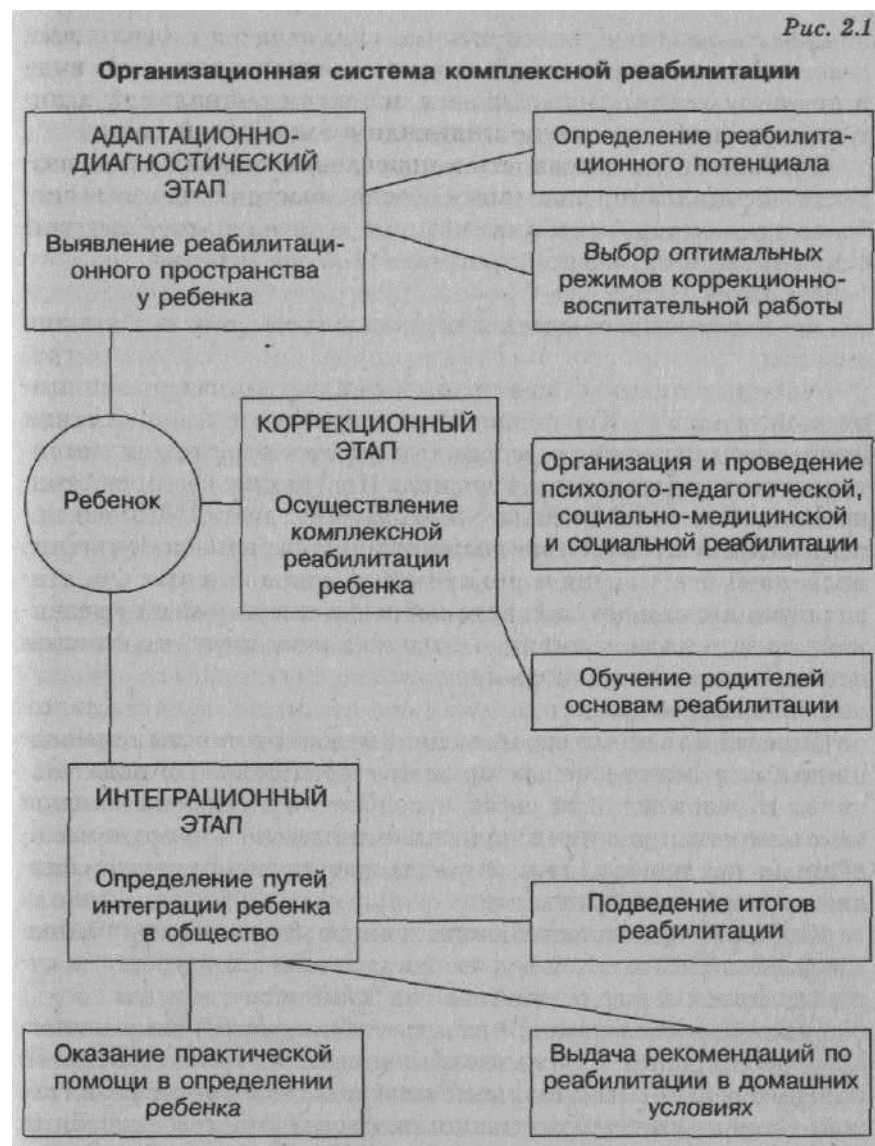 Рис. 2.1
Организационная система комплексной реабилитации
АДАПТАЦИОННО-
ДИАГНОСТИЧЕСКИЙ
ЭТАП
Выявление реабилитаци-
онного пространства
у ребенка
Определение реабилита-
ционного потенциала
Выбор оптимальных
режимов коррекционно-
воспитательной работы
Ребенок
КОРРЕКЦИОННЫЙ
ЭТАП
Осуществление
комплексной
реабилитации
ребенка
Организация и проведение
психолого-педагогической,
социально-медицинской
и социальной реабилитации
Обучение родителей
основам реабилитации
ИНТЕГРАЦИОННЫЙ
ЭТАП
Определение путей
интеграции ребенка
в общество
Подведение итогов
реабилитации
Оказание практической
помощи в определении
ребенка
Выдача рекомендаций по
реабилитации в домашних
условиях